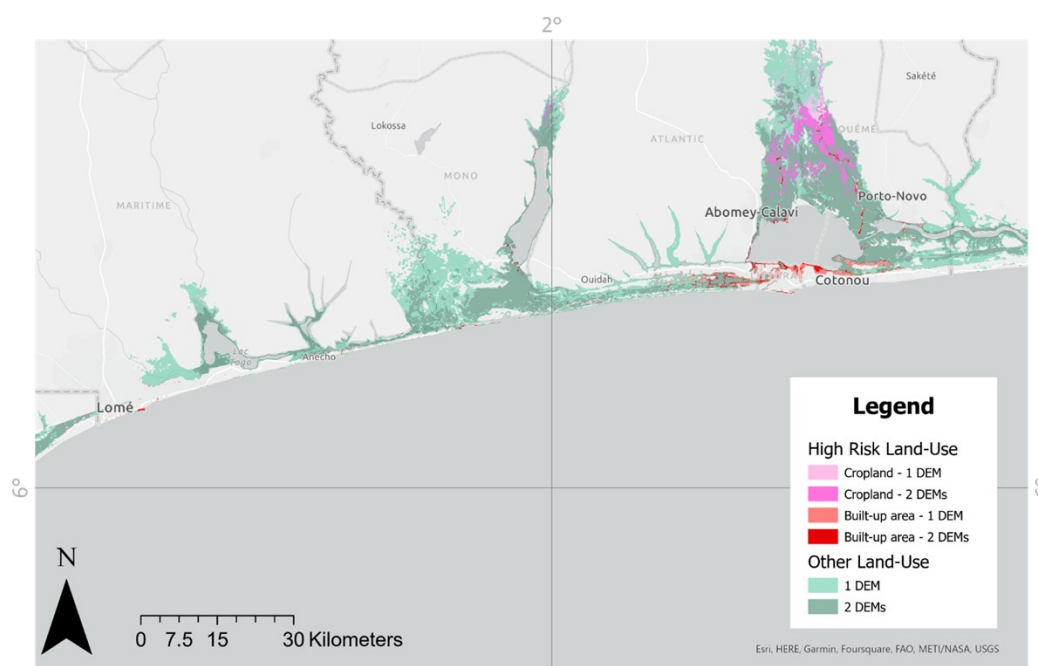 2°
Sakété
Lokossa
ATLANTIC
OUÉMÉ
MONO
MARITIME
Abomey-Calavi
Porto-Novo
Ouidah
Cotonou
Lac
Togo
Anécho
Lomé
6°
Legend
High Risk Land-Use
Cropland - 1 DEM
Cropland - 2 DEMs
Built-up area - 1 DEM
Built-up area - 2 DEMs
Other Land-Use
1 DEM
2 DEMs
N
0 7.5 15 30 Kilometers
Esri, HERE, Garmin, Foursquare, FAO, METI/NASA, USGS